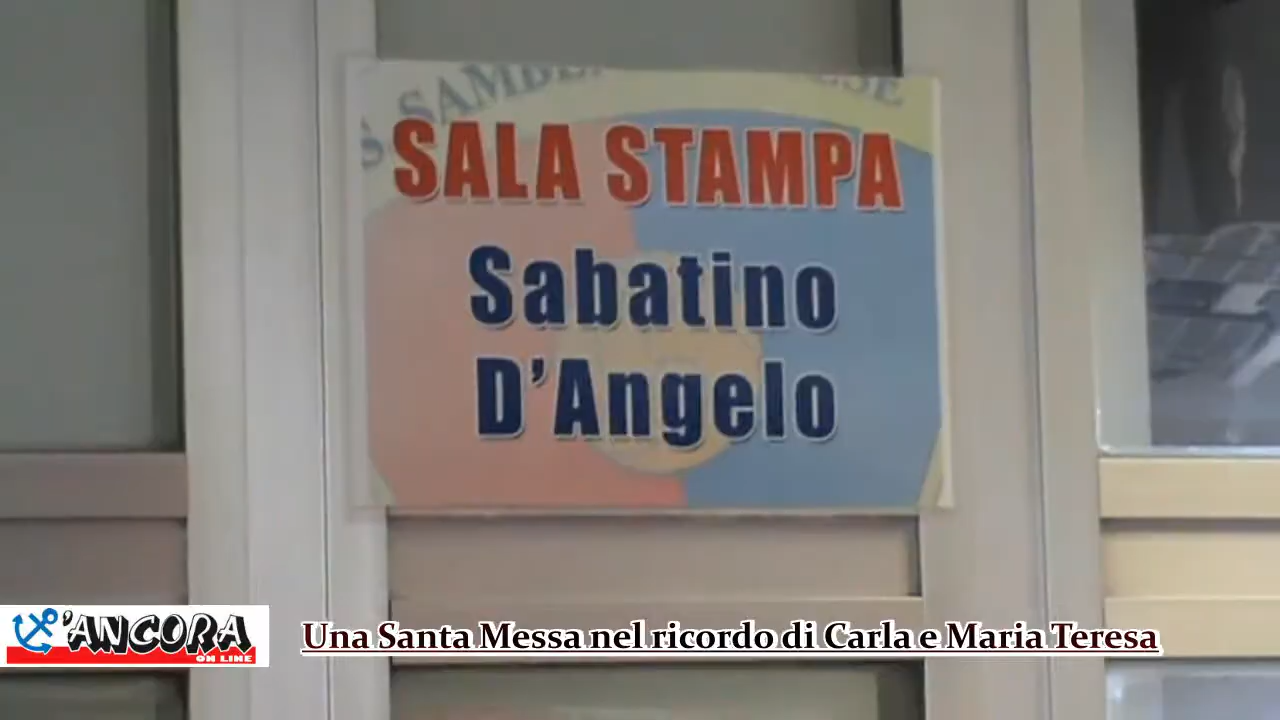 SALA STAMPA
Sabatino
D'Angelo
'ANCORA
ON LINE
Una Santa Messa nel ricordo di Carla e Maria Teresa